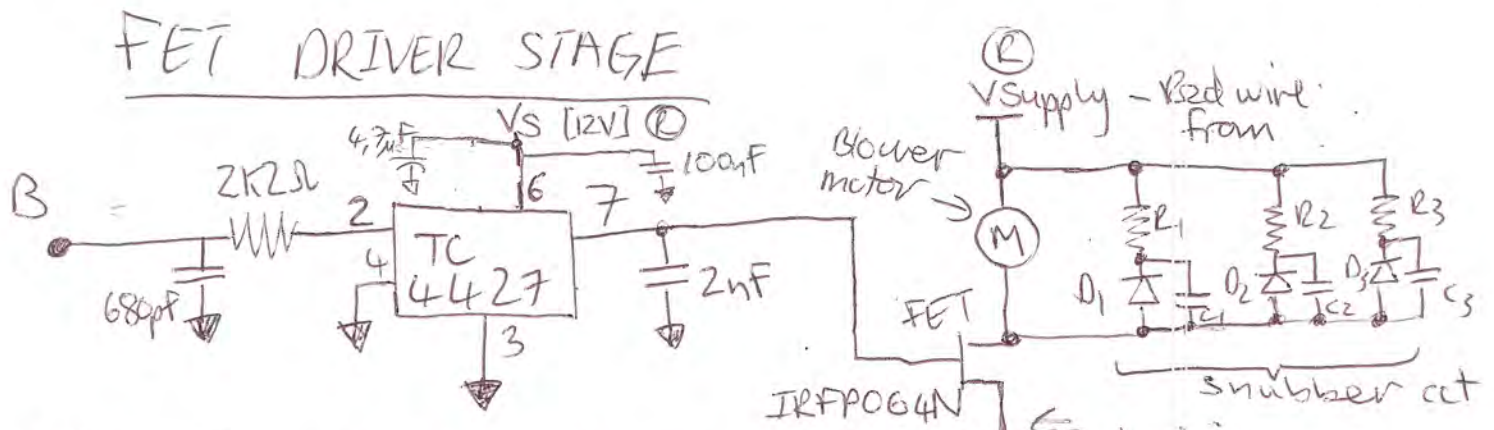 FET DRIVER STAGE
VS [12V] Ⓡ
4,7µF
100nF
B
2K2Ω
2
6
7
4
TC
4427
3
680pF
2nF
Ⓡ
VSupply - Red wire
from
Blower
motor
M
FET
IRFP064N
R1
R2
R3
D1
D2
D3
C1
C2
C3
snubber cct